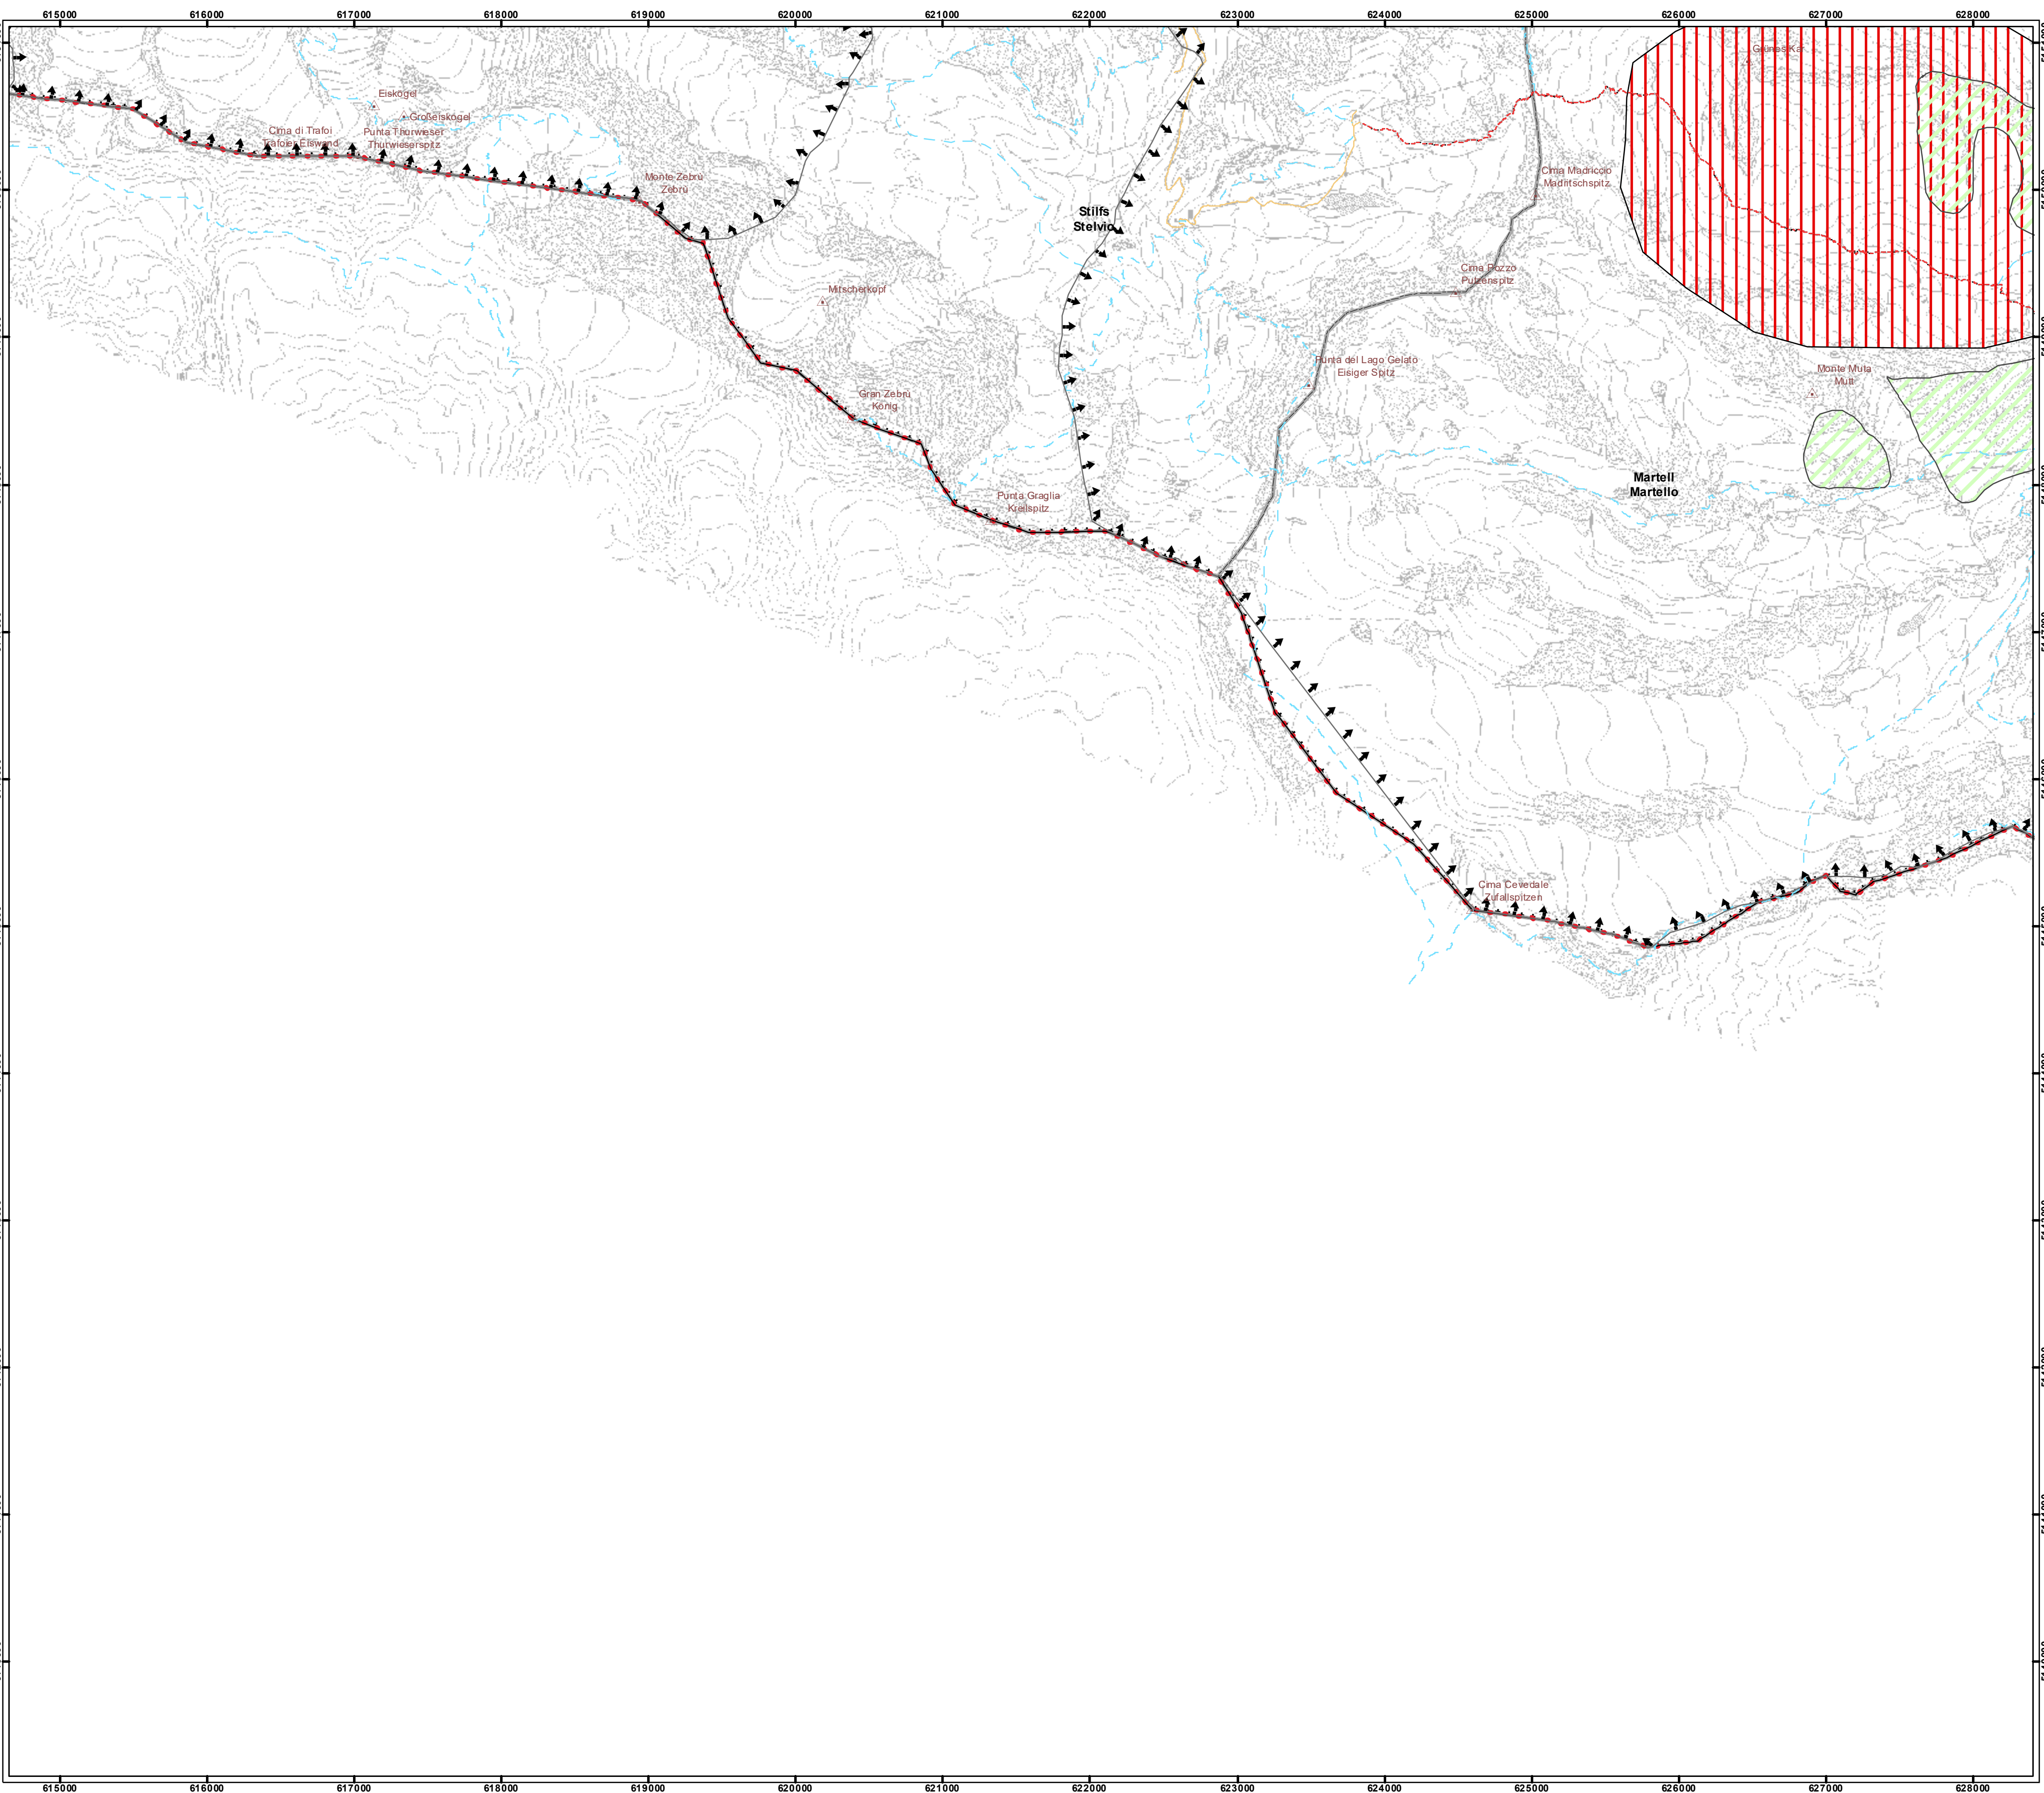 615000 616000 617000 618000 619000 620000 621000 622000 623000 624000 625000 626000 627000 628000
Grünes Kar
Eiskögel
Großeiskögel
Cima di Trafoi
Trafoier Eiswand
Punta Thurwieser
Thurwieserspitz
Monte Zebrù
Zebrù
Cima Madriccio
Madritschspitz
Stilfs
Stelvio
Cima Pozzo
Putzenspitz
Mitscherkopf
Punta del Lago Gelato
Eisiger Spitz
Monte Muta
Mutt
Gran Zebrù
König
Martell
Martello
Punta Graglia
Kreilspitz
Cima Cevedale
Zufallspitzen
615000 616000 617000 618000 619000 620000 621000 622000 623000 624000 625000 626000 627000 628000